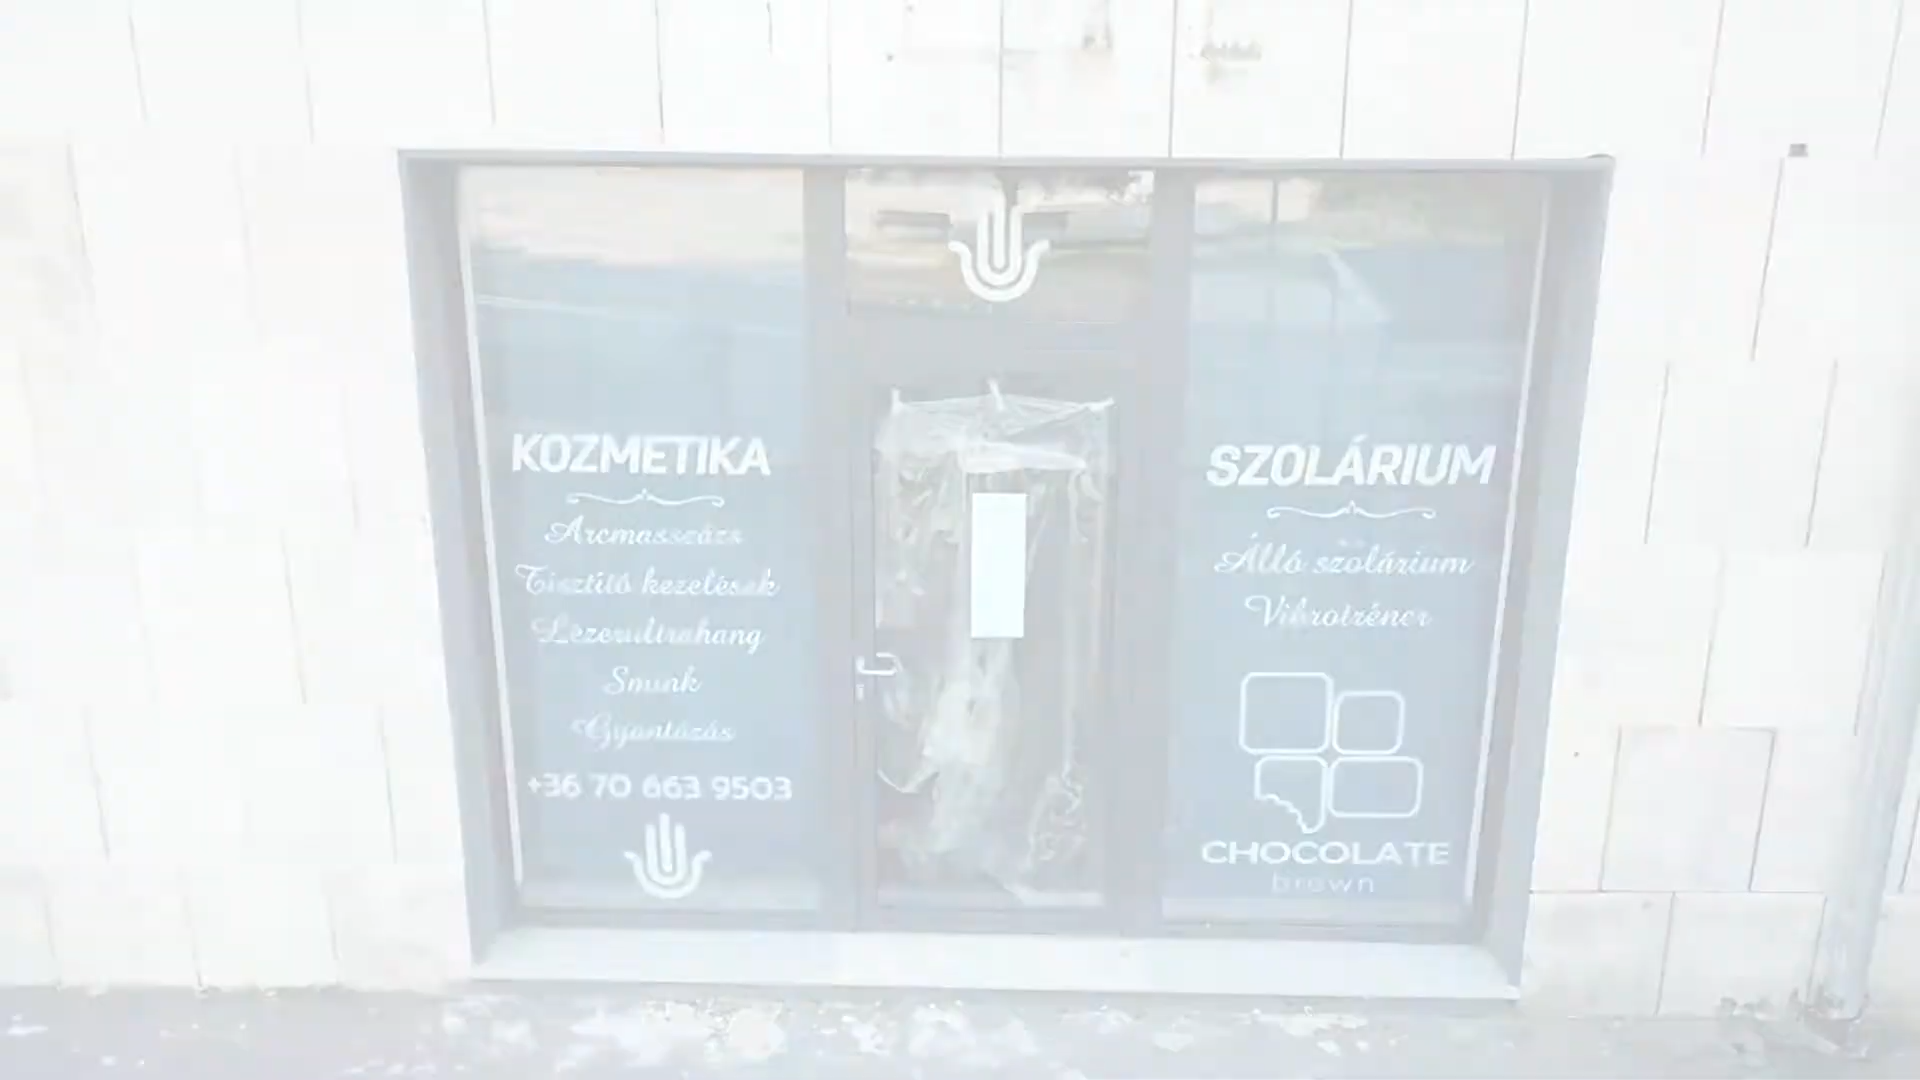 KOZMETIKA
Arcmasszázs
Tisztító kezelések
Lézerultrahang
Smink
Gyantázás
+36 70 663 9503
SZOLÁRIUM
Álló szolárium
Vibrotréner
CHOCOLATE
brown